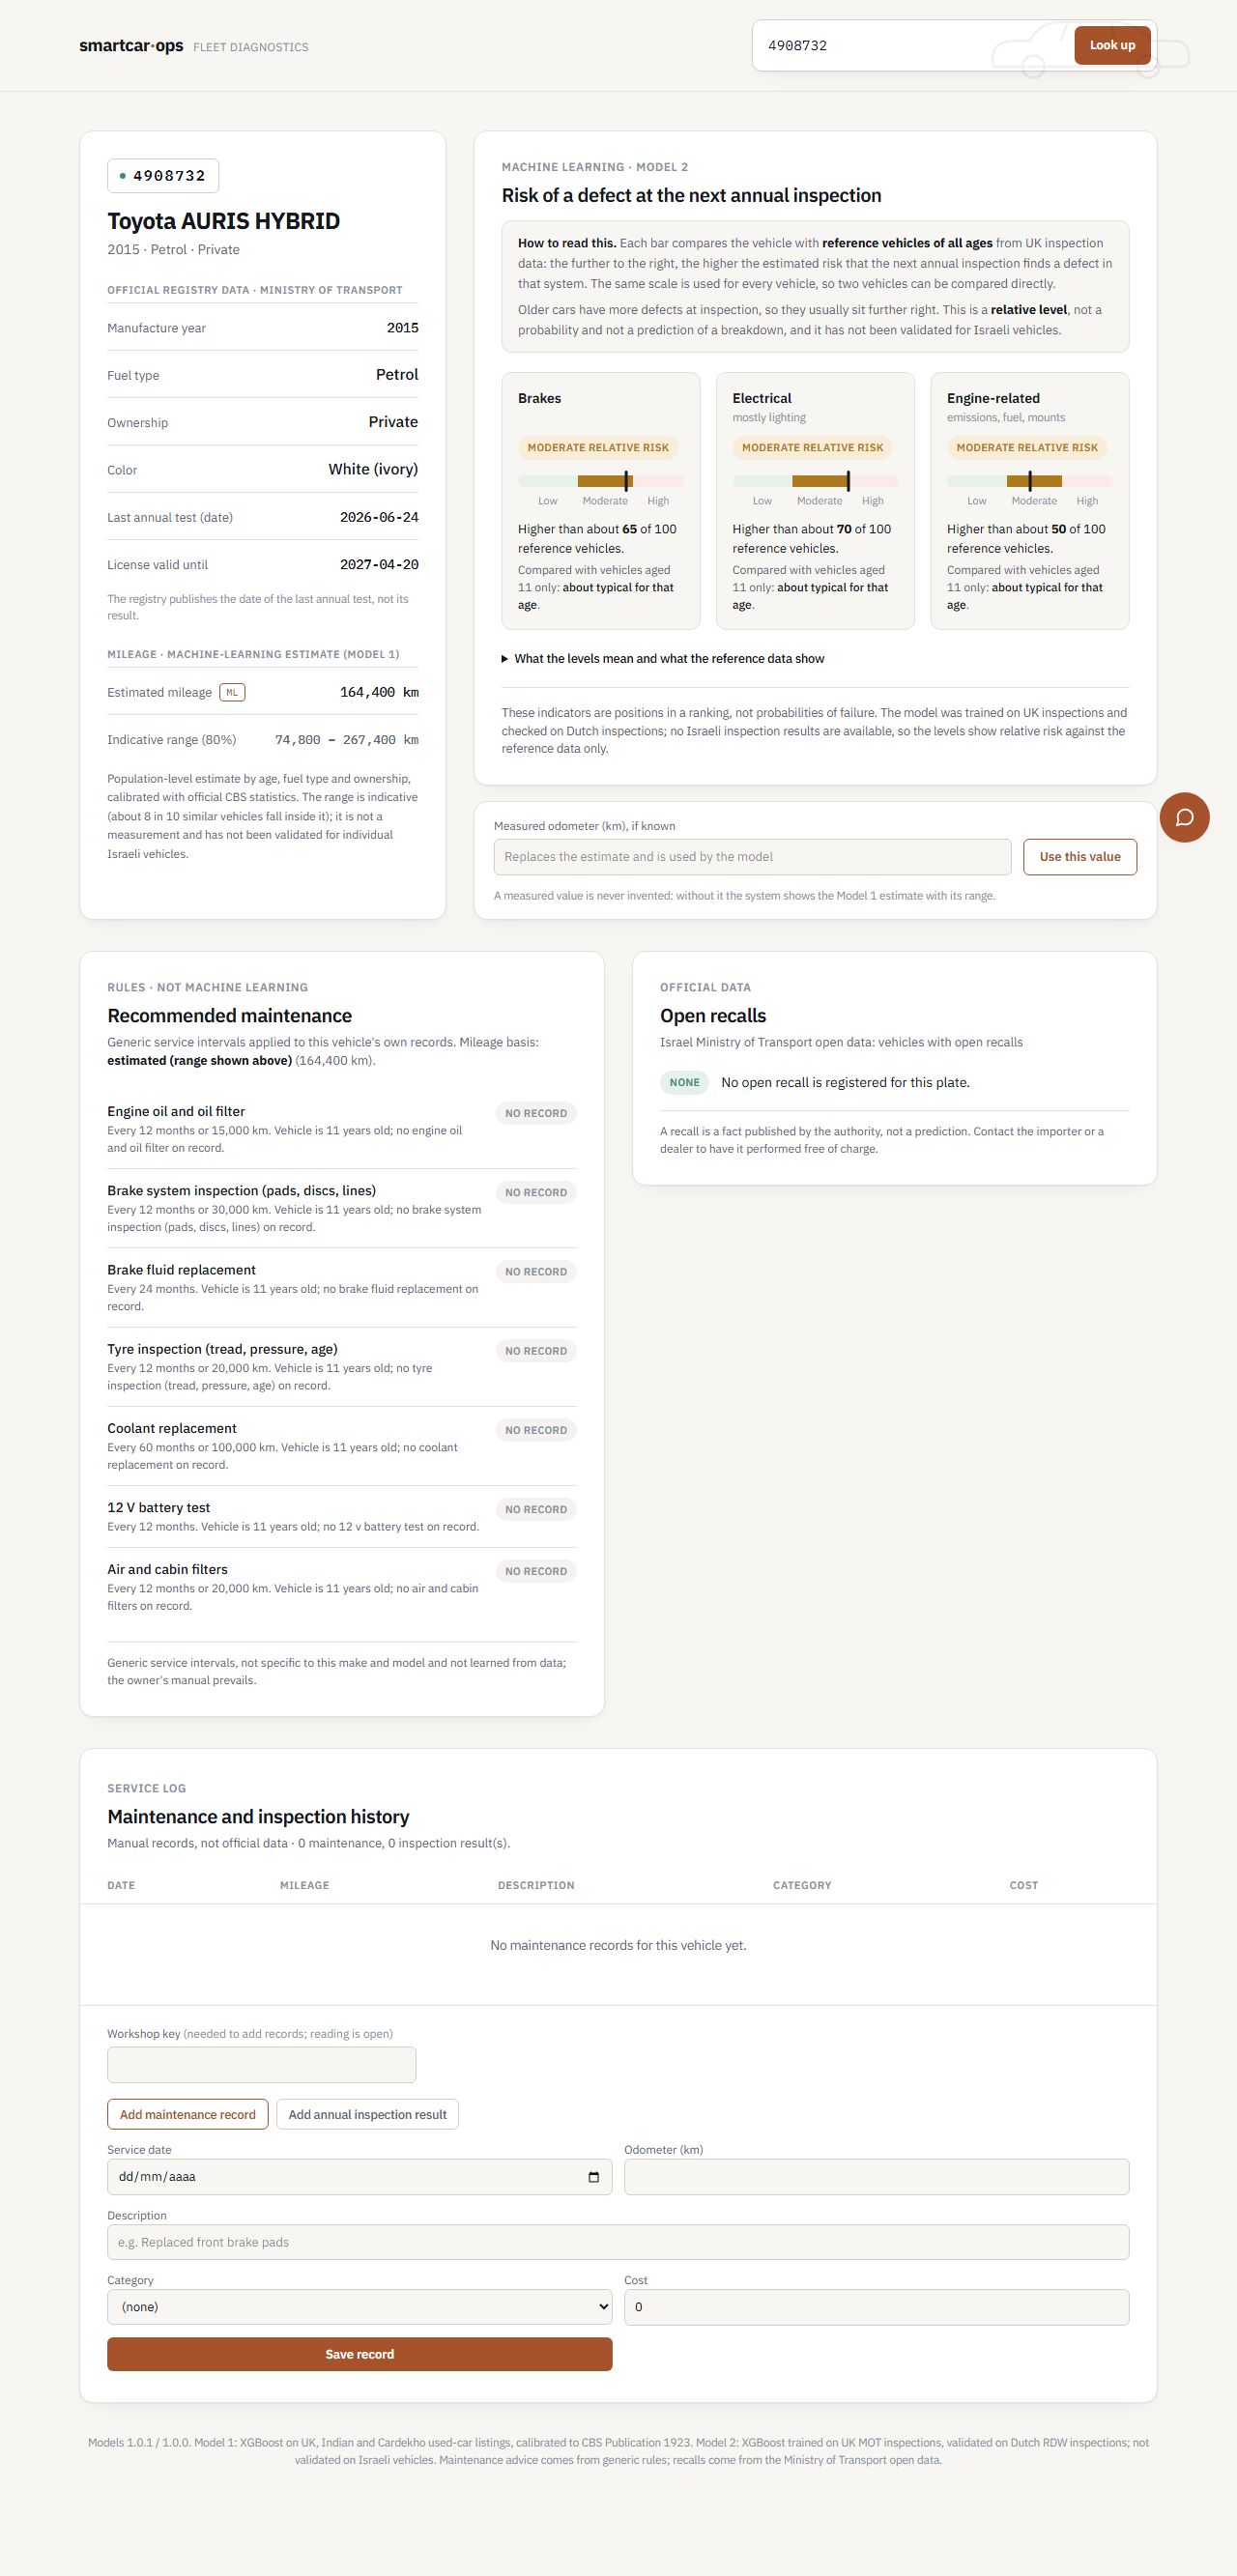 smartcar·ops FLEET DIAGNOSTICS
4908732
Look up
4908732
Toyota AURIS HYBRID
2015 · Petrol · Private
OFFICIAL REGISTRY DATA · MINISTRY OF TRANSPORT
Manufacture year 2015
Fuel type Petrol
Ownership Private
Color White (ivory)
Last annual test (date) 2026-06-24
License valid until 2027-04-20
The registry publishes the date of the last annual test, not its
result.
MILEAGE · MACHINE-LEARNING ESTIMATE (MODEL 1)
Estimated mileage ML 164,400 km
Indicative range (80%) 74,800 – 267,400 km
Population-level estimate by age, fuel type and ownership,
calibrated with official CBS statistics. The range is indicative
(about 8 in 10 similar vehicles fall inside it); it is not a
measurement and has not been validated for individual
Israeli vehicles.
MACHINE LEARNING · MODEL 2
Risk of a defect at the next annual inspection
How to read this. Each bar compares the vehicle with reference vehicles of all ages from UK inspection
data: the further to the right, the higher the estimated risk that the next annual inspection finds a defect in
that system. The same scale is used for every vehicle, so two vehicles can be compared directly.
Older cars have more defects at inspection, so they usually sit further right. This is a relative level, not a
probability and not a prediction of a breakdown, and it has not been validated for Israeli vehicles.
Brakes
MODERATE RELATIVE RISK
Low Moderate High
Higher than about 65 of 100
reference vehicles.
Compared with vehicles aged
11 only: about typical for that
age.
Electrical
mostly lighting
MODERATE RELATIVE RISK
Low Moderate High
Higher than about 70 of 100
reference vehicles.
Compared with vehicles aged
11 only: about typical for that
age.
Engine-related
emissions, fuel, mounts
MODERATE RELATIVE RISK
Low Moderate High
Higher than about 50 of 100
reference vehicles.
Compared with vehicles aged
11 only: about typical for that
age.
What the levels mean and what the reference data show
These indicators are positions in a ranking, not probabilities of failure. The model was trained on UK inspections and
checked on Dutch inspections; no Israeli inspection results are available, so the levels show relative risk against the
reference data only.
Measured odometer (km), if known
Replaces the estimate and is used by the model
Use this value
A measured value is never invented: without it the system shows the Model 1 estimate with its range.
RULES · NOT MACHINE LEARNING
Recommended maintenance
Generic service intervals applied to this vehicle's own records. Mileage basis:
estimated (range shown above) (164,400 km).
Engine oil and oil filter NO RECORD
Every 12 months or 15,000 km. Vehicle is 11 years old; no engine oil
and oil filter on record.
Brake system inspection (pads, discs, lines) NO RECORD
Every 12 months or 30,000 km. Vehicle is 11 years old; no brake system
inspection (pads, discs, lines) on record.
Brake fluid replacement NO RECORD
Every 24 months. Vehicle is 11 years old; no brake fluid replacement on
record.
Tyre inspection (tread, pressure, age) NO RECORD
Every 12 months or 20,000 km. Vehicle is 11 years old; no tyre
inspection (tread, pressure, age) on record.
Coolant replacement NO RECORD
Every 60 months or 100,000 km. Vehicle is 11 years old; no coolant
replacement on record.
12 V battery test NO RECORD
Every 12 months. Vehicle is 11 years old; no 12 v battery test on record.
Air and cabin filters NO RECORD
Every 12 months or 20,000 km. Vehicle is 11 years old; no air and cabin
filters on record.
Generic service intervals, not specific to this make and model and not learned from data;
the owner's manual prevails.
OFFICIAL DATA
Open recalls
Israel Ministry of Transport open data: vehicles with open recalls
NONE No open recall is registered for this plate.
A recall is a fact published by the authority, not a prediction. Contact the importer or a
dealer to have it performed free of charge.
SERVICE LOG
Maintenance and inspection history
Manual records, not official data · 0 maintenance, 0 inspection result(s).
DATE MILEAGE DESCRIPTION CATEGORY COST
No maintenance records for this vehicle yet.
Workshop key (needed to add records; reading is open)
Add maintenance record Add annual inspection result
Service date Odometer (km)
dd/mm/aaaa
Description
e.g. Replaced front brake pads
Category Cost
(none) 0
Save record
Models 1.0.1 / 1.0.0. Model 1: XGBoost on UK, Indian and Cardekho used-car listings, calibrated to CBS Publication 1923. Model 2: XGBoost trained on UK MOT inspections, validated on Dutch RDW inspections; not
validated on Israeli vehicles. Maintenance advice comes from generic rules; recalls come from the Ministry of Transport open data.